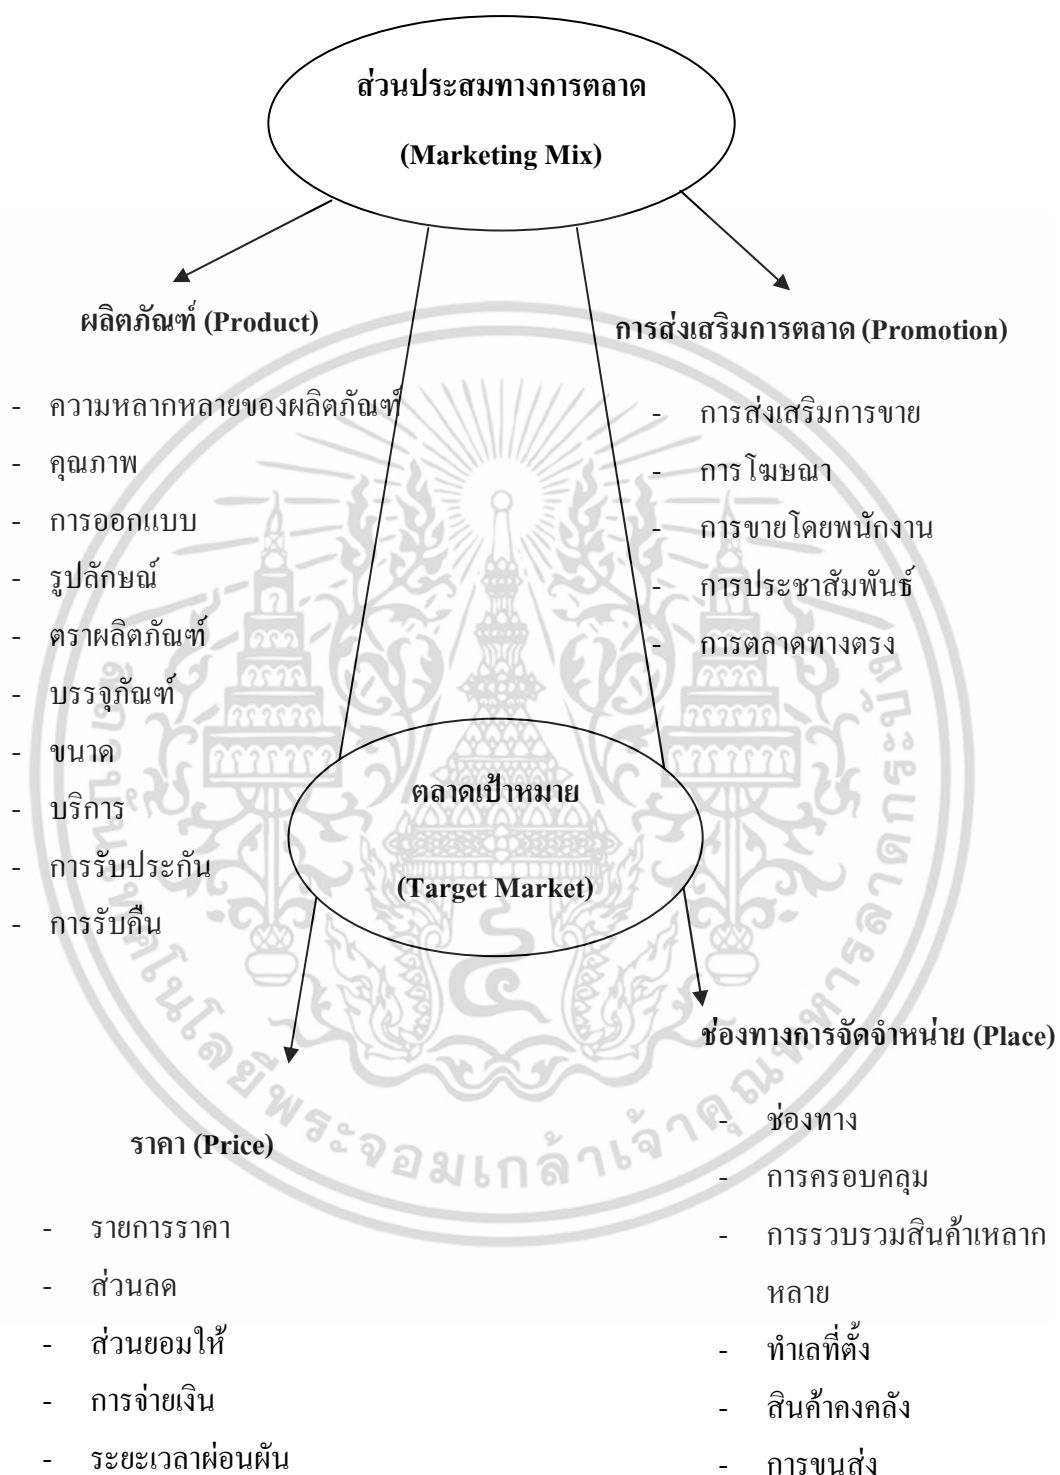 ส่วนประสมทางการตลาด
(Marketing Mix)
ผลิตภัณฑ์ (Product)
- ความหลากหลายของผลิตภัณฑ์
- คุณภาพ
- การออกแบบ
- รูปลักษณ์
- ตราผลิตภัณฑ์
- บรรจุภัณฑ์
- ขนาด
- บริการ
- การรับประกัน
- การรับคืน
การส่งเสริมการตลาด (Promotion)
- การส่งเสริมการขาย
- การโฆษณา
- การขายโดยพนักงาน
- การประชาสัมพันธ์
- การตลาดทางตรง
ตลาดเป้าหมาย
(Target Market)
ราคา (Price)
- รายการราคา
- ส่วนลด
- ส่วนยอมให้
- การจ่ายเงิน
- ระยะเวลาผ่อนผัน
ช่องทางการจัดจำหน่าย (Place)
- ช่องทาง
- การครอบคลุม
- การรวบรวมสินค้าเหลาก
หลาย
- ทำเลที่ตั้ง
- สินค้าคงคลัง
- การขนส่ง